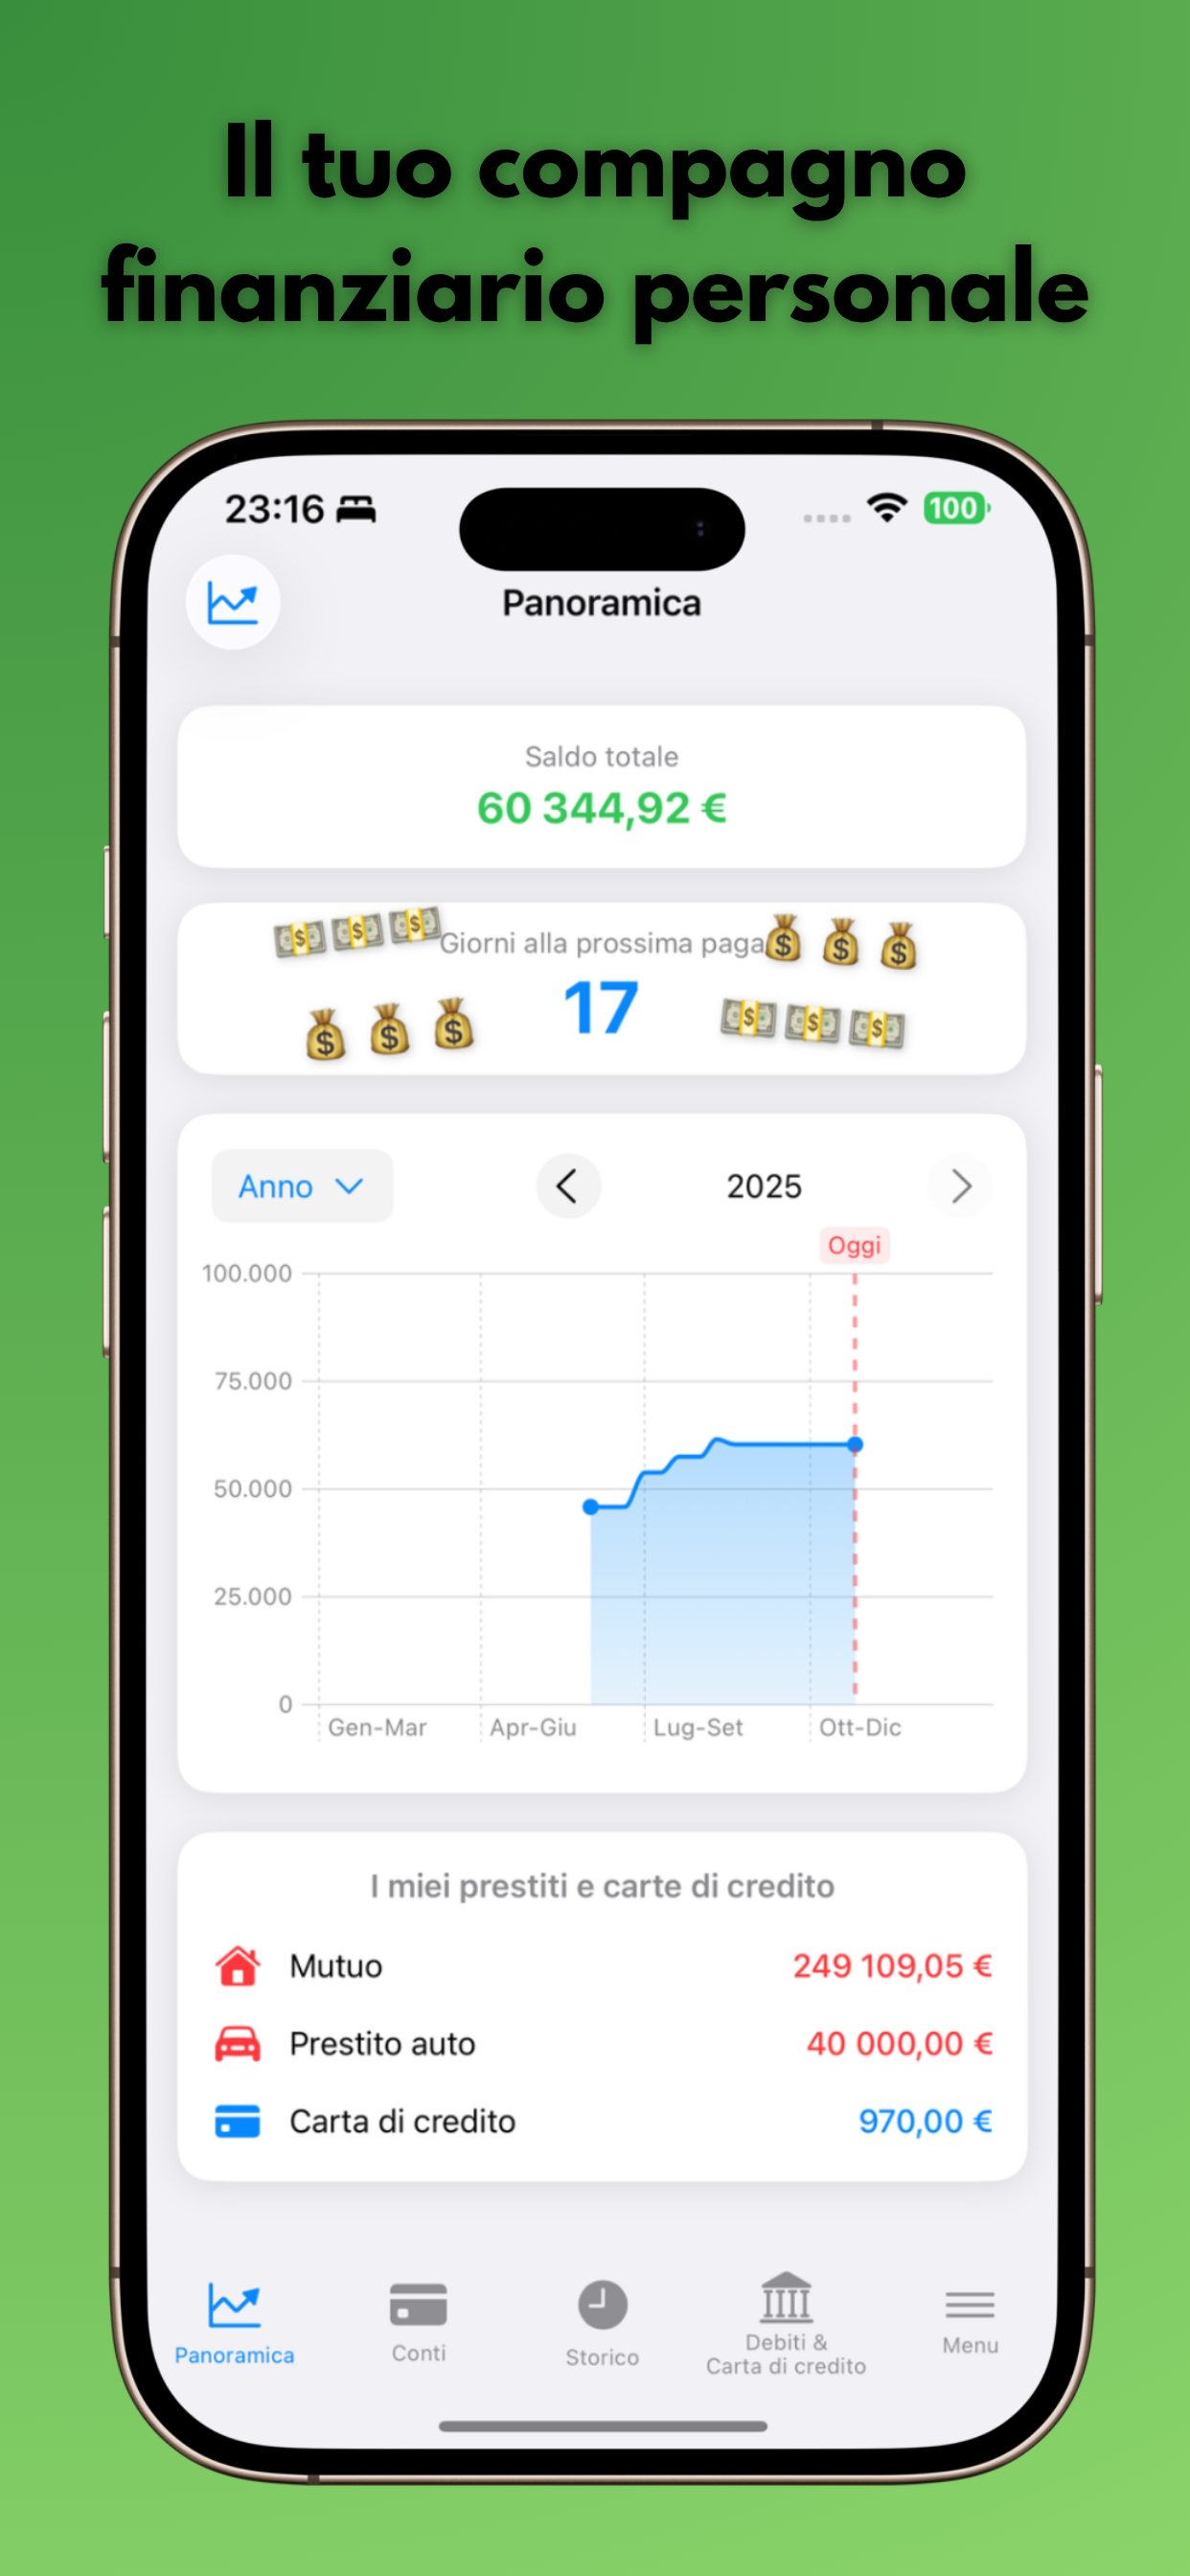 Il tuo compagno
finanziario personale
23:16
100
Panoramica
Saldo totale
60 344,92 €
Giorni alla prossima paga
17
Anno
2025
Oggi
100.000
75.000
50.000
25.000
0
Gen-Mar Apr-Giu Lug-Set Ott-Dic
I miei prestiti e carte di credito
Mutuo 249 109,05 €
Prestito auto 40 000,00 €
Carta di credito 970,00 €
Panoramica
Conti
Storico
Debiti &
Carta di credito
Menu